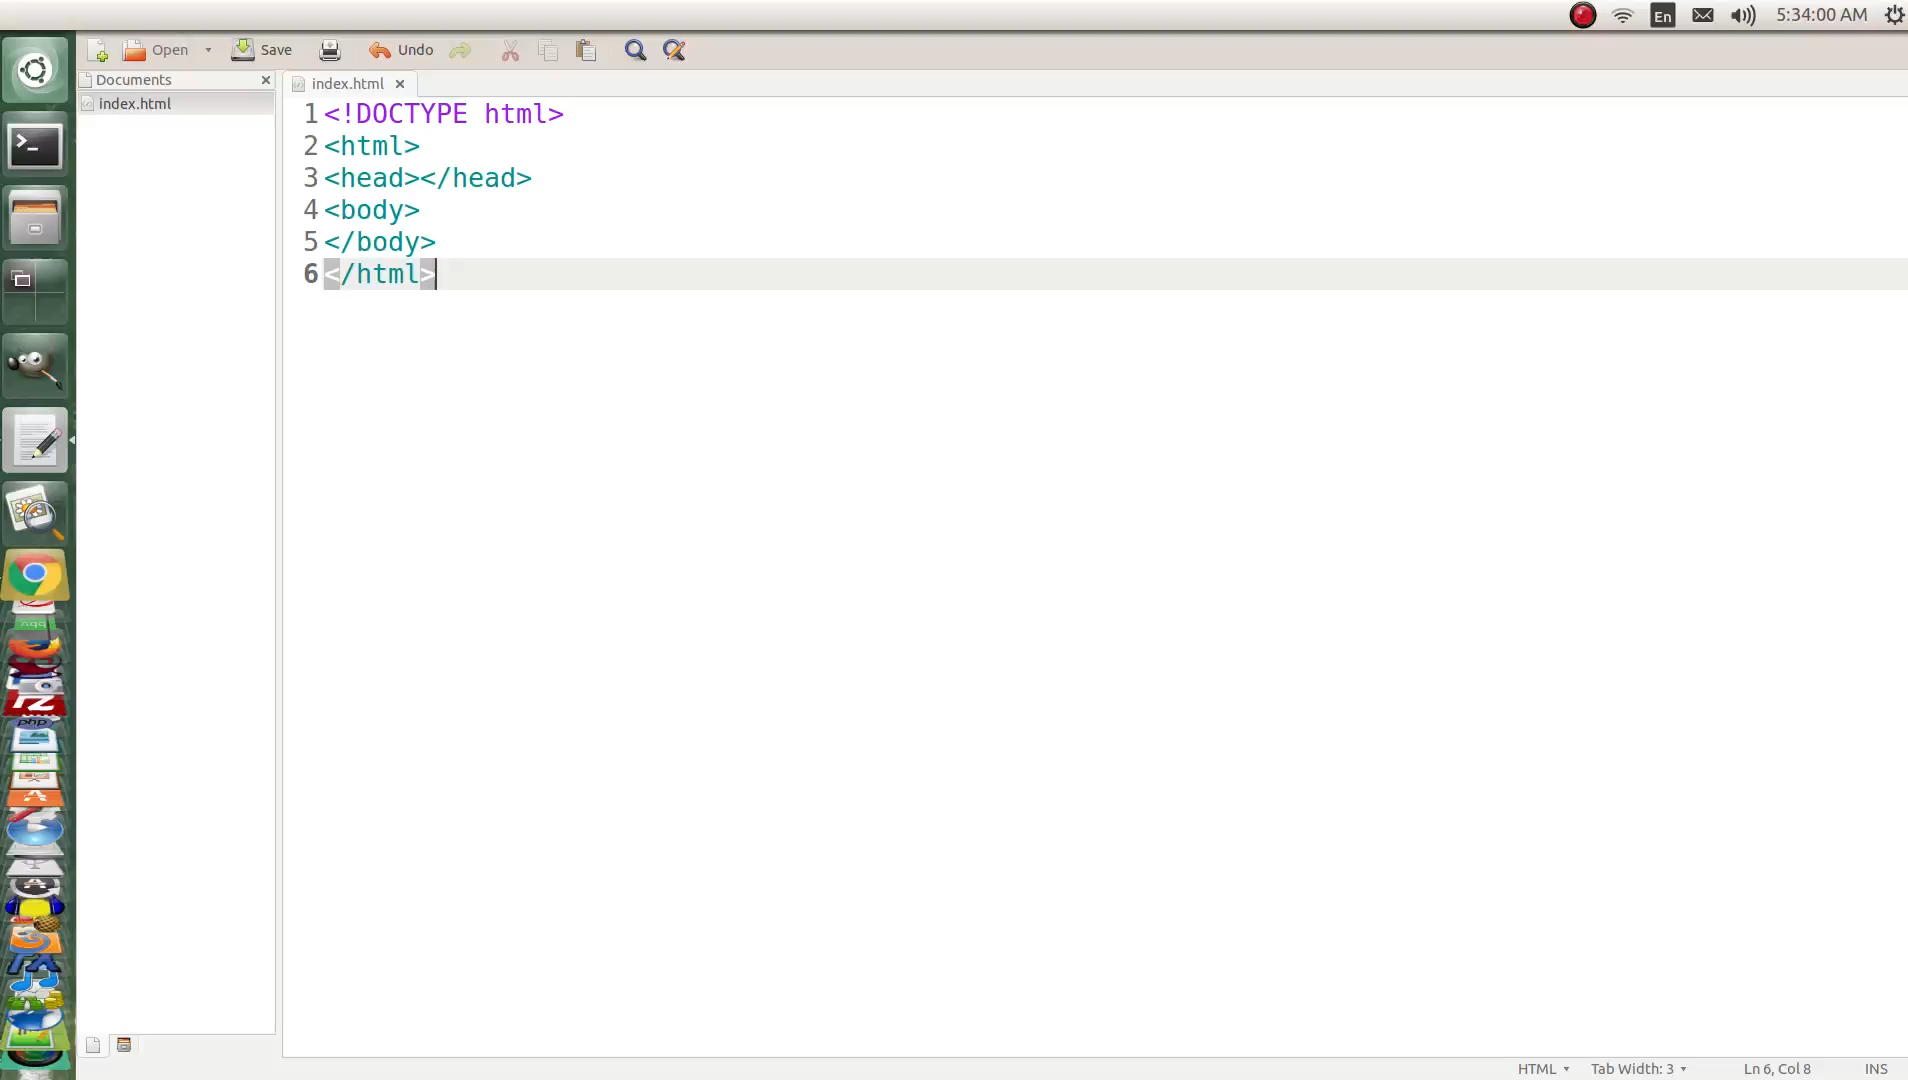 En 5:34:00 AM
Open Save Undo
Documents
index.html
index.html
1 <!DOCTYPE html>
2 <html>
3 <head></head>
4 <body>
5 </body>
6 </html>
php
HTML Tab Width: 3 Ln 6, Col 8 INS